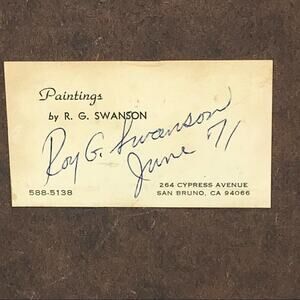 Paintings
by R. G. SWANSON
Roy G. Swanson
June 71
588-5138
264 CYPRESS AVENUE
SAN BRUNO, CA 94066